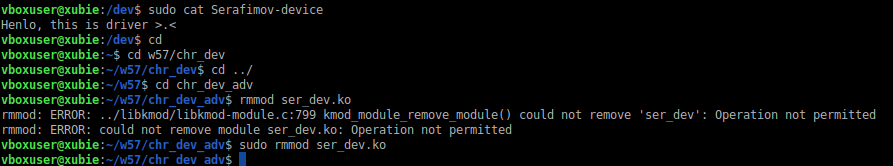 vboxuser@xubie:/dev$ sudo cat Serafimov-device
Henlo, this is driver >.<
vboxuser@xubie:/dev$ cd
vboxuser@xubie:~$ cd w57/chr_dev
vboxuser@xubie:~/w57/chr_dev$ cd ../
vboxuser@xubie:~/w57$ cd chr_dev_adv
vboxuser@xubie:~/w57/chr_dev_adv$ rmmod ser_dev.ko
rmmod: ERROR: ../libkmod/libkmod-module.c:799 kmod_module_remove_module() could not remove 'ser_dev': Operation not permitted
rmmod: ERROR: could not remove module ser_dev.ko: Operation not permitted
vboxuser@xubie:~/w57/chr_dev_adv$ sudo rmmod ser_dev.ko
vboxuser@xubie:~/w57/chr_dev_adv$